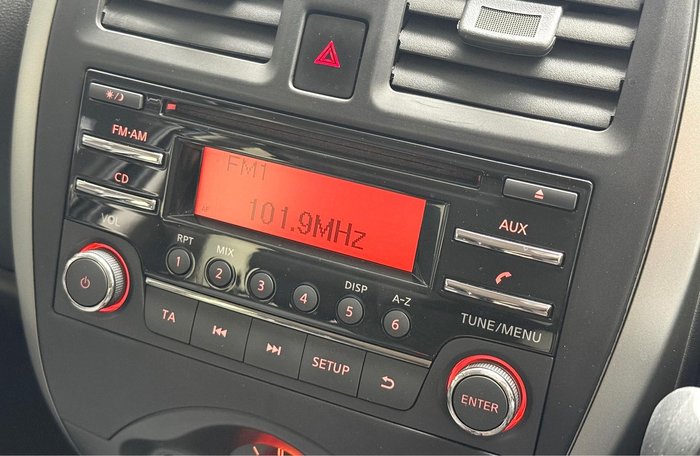 FM·AM
CD
VOL
FM1
101.9MHz
AF
AUX
TUNE/MENU
RPT
MIX
DISP
A-Z
1
2
3
4
5
6
TA
SETUP
ENTER